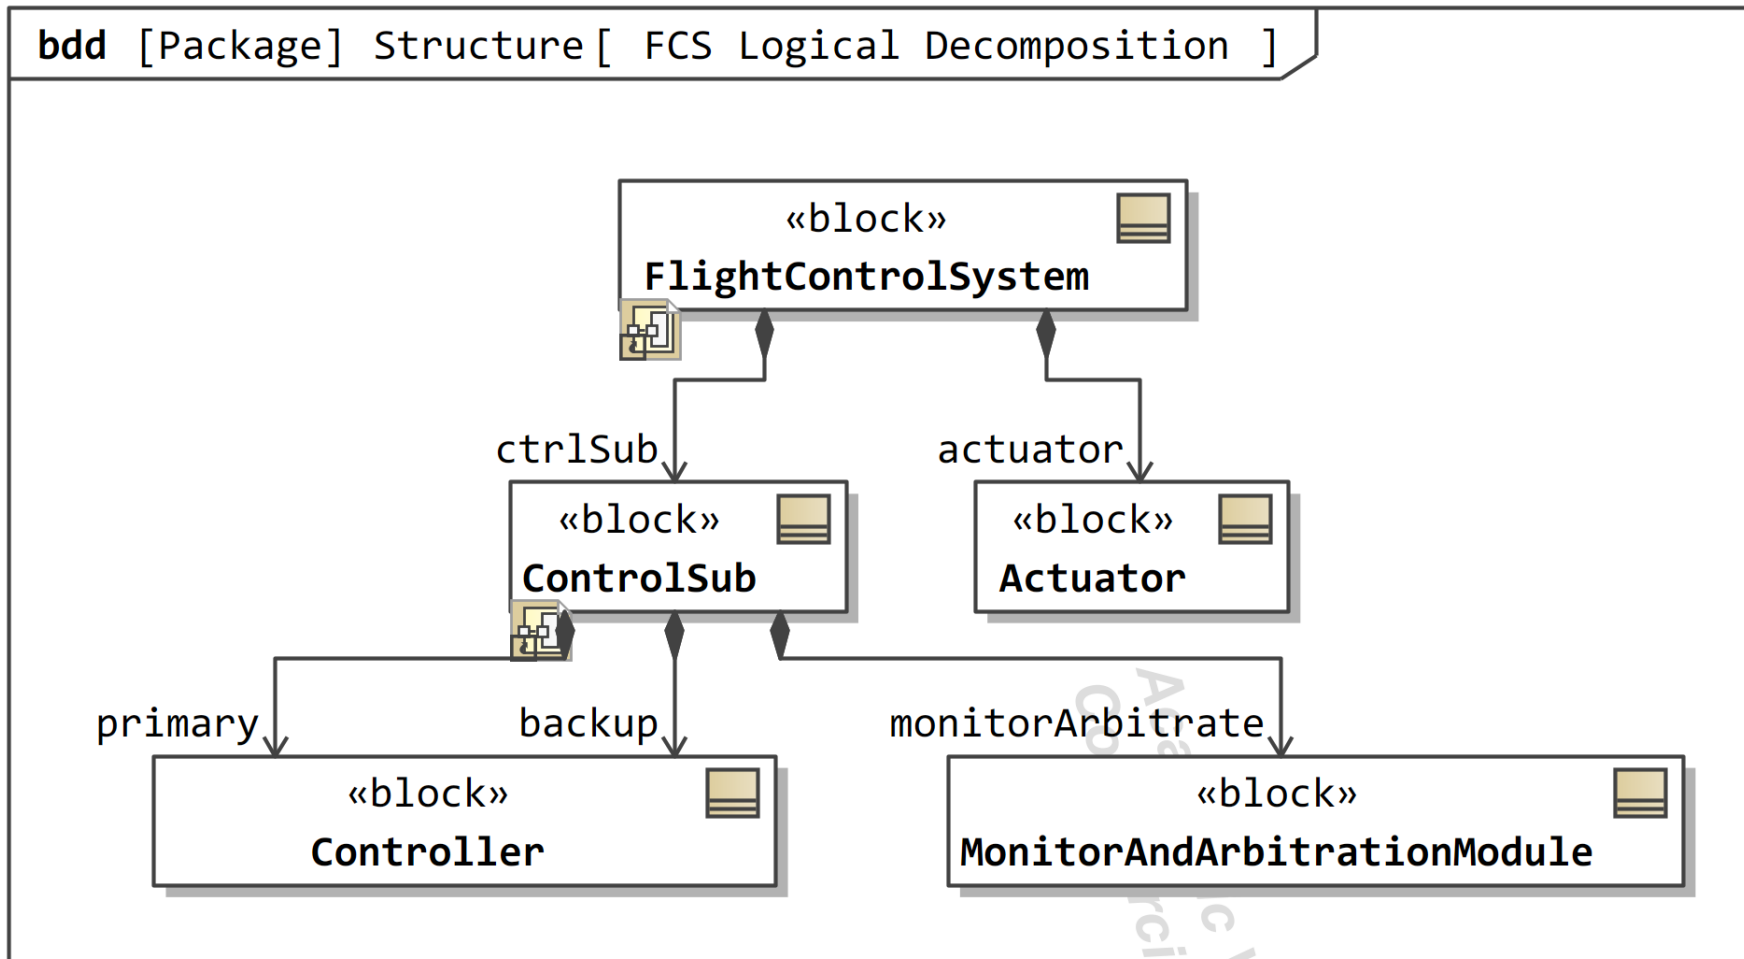 bdd [Package] Structure[ FCS Logical Decomposition ]
«block»
FlightControlSystem
ctrlSub
actuator
«block»
ControlSub
«block»
Actuator
primary
backup
monitorArbitrate
«block»
Controller
«block»
MonitorAndArbitrationModule